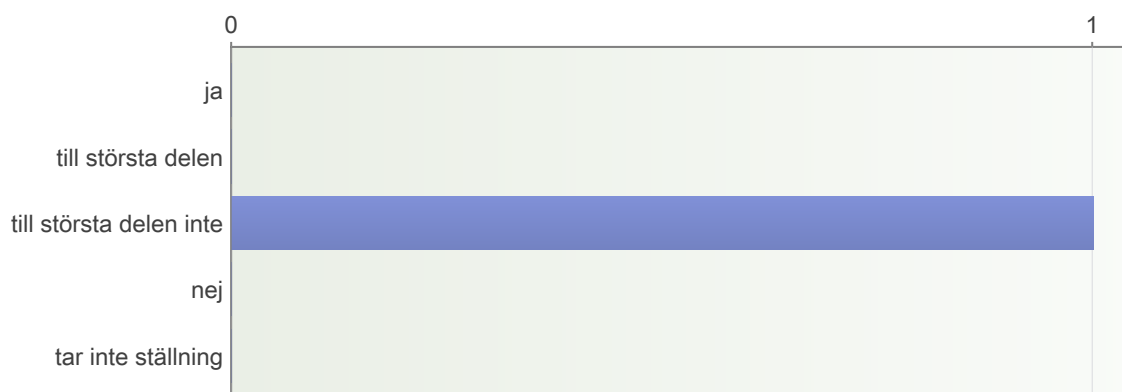 0 1
ja
till största delen
till största delen inte
nej
tar inte ställning